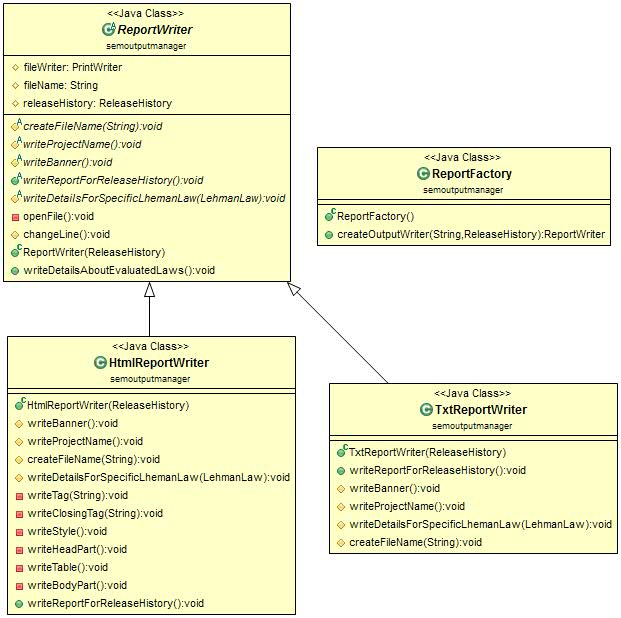 <<Java Class>>
ReportWriter
semoutputmanager
fileWriter: PrintWriter
fileName: String
releaseHistory: ReleaseHistory
createFileName(String):void
writeProjectName():void
writeBanner():void
writeReportForReleaseHistory():void
writeDetailsForSpecificLhemanLaw(LehmanLaw):void
openFile():void
changeLine():void
ReportWriter(ReleaseHistory)
writeDetailsAboutEvaluatedLaws():void
<<Java Class>>
ReportFactory
semoutputmanager
ReportFactory()
createOutputWriter(String,ReleaseHistory):ReportWriter
<<Java Class>>
HtmlReportWriter
semoutputmanager
HtmlReportWriter(ReleaseHistory)
writeBanner():void
writeProjectName():void
createFileName(String):void
writeDetailsForSpecificLhemanLaw(LehmanLaw):void
writeTag(String):void
writeClosingTag(String):void
writeStyle():void
writeHeadPart():void
writeTable():void
writeBodyPart():void
writeReportForReleaseHistory():void
<<Java Class>>
TxtReportWriter
semoutputmanager
TxtReportWriter(ReleaseHistory)
writeReportForReleaseHistory():void
writeBanner():void
writeProjectName():void
writeDetailsForSpecificLhemanLaw(LehmanLaw):void
createFileName(String):void